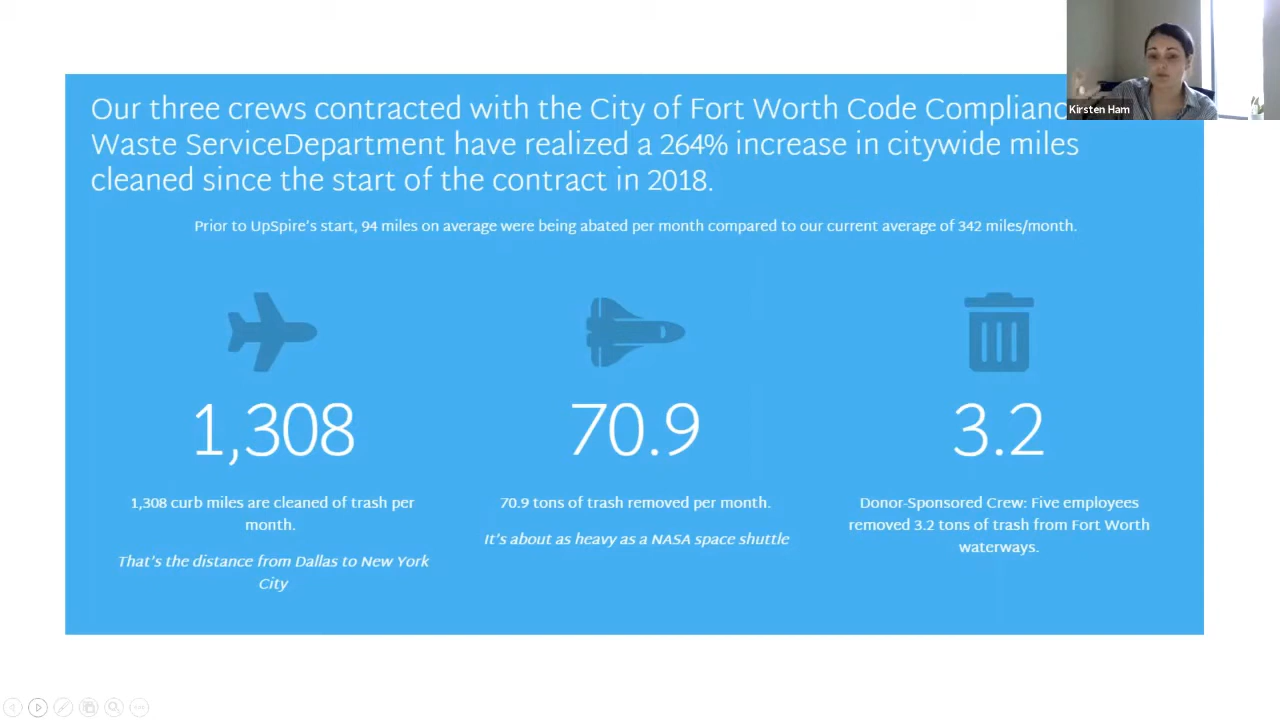 Our three crews contracted with the City of Fort Worth Code Complianc
Waste ServiceDepartment have realized a 264% increase in citywide miles
cleaned since the start of the contract in 2018.
Kirsten Ham
Prior to UpSpire's start, 94 miles on average were being abated per month compared to our current average of 342 miles/month.
1,308
1,308 curb miles are cleaned of trash per
month.
That's the distance from Dallas to New York
City
70.9
70.9 tons of trash removed per month.
It's about as heavy as a NASA space shuttle
3.2
Donor-Sponsored Crew: Five employees
removed 3.2 tons of trash from Fort Worth
waterways.